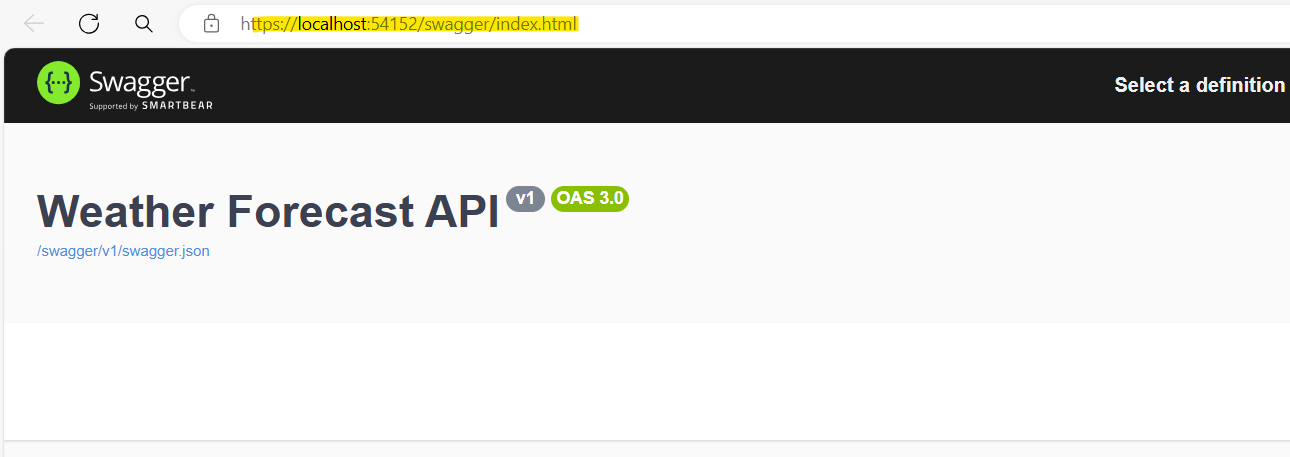 https://localhost:54152/swagger/index.html
{...} Swagger™
Supported by SMARTBEAR
Select a definition
Weather Forecast API v1 OAS 3.0
/swagger/v1/swagger.json